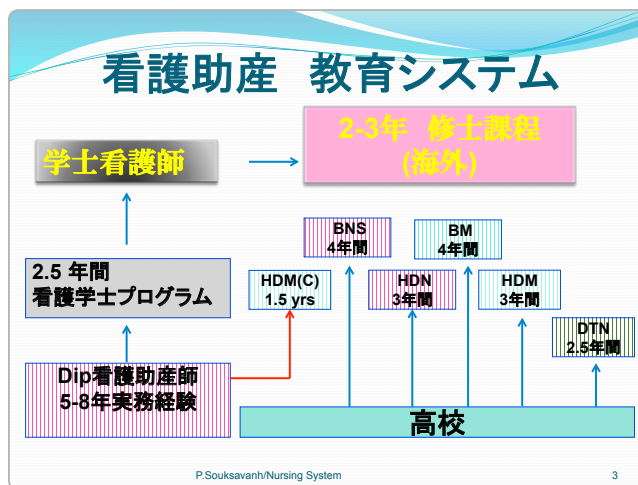 看護助産 教育システム
学士看護師
2-3年 修士課程
(海外)
2.5 年間
看護学士プログラム
HDM(C)
1.5 yrs
BNS
4年間
HDN
3年間
BM
4年間
HDM
3年間
DTN
2.5年間
Dip看護助産師
5-8年実務経験
高校
P.Souksavanh/Nursing System
3